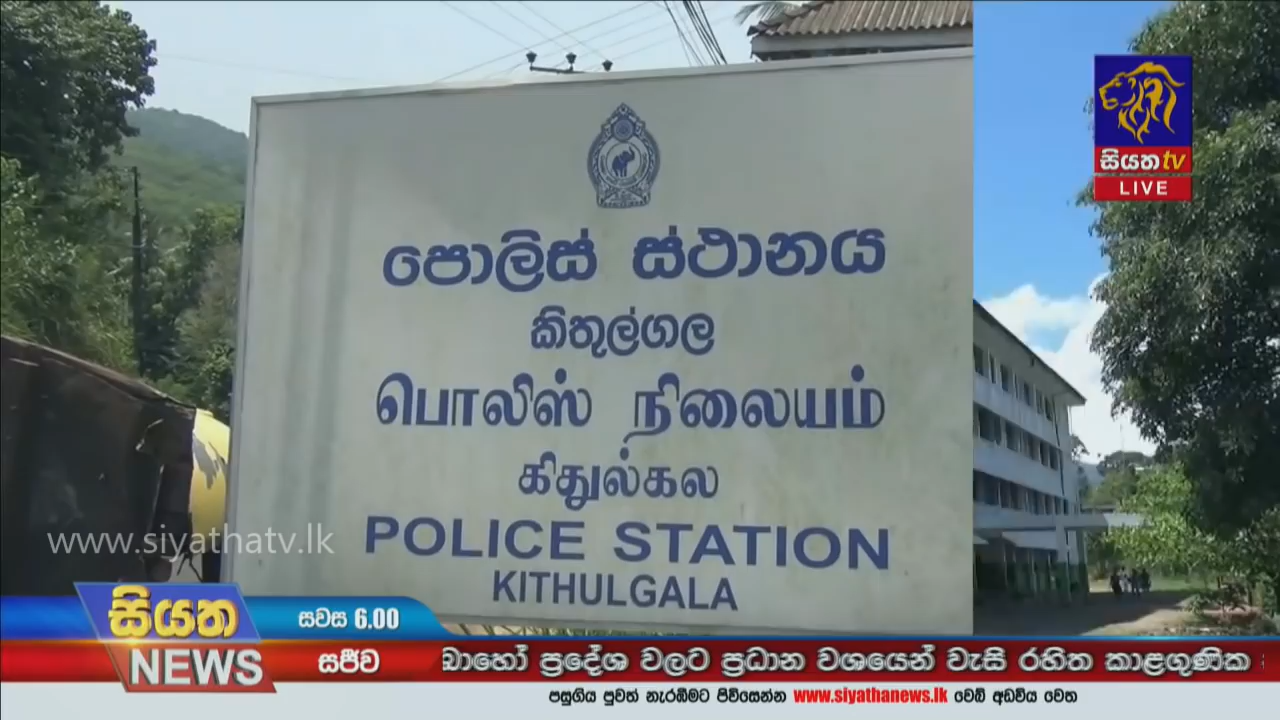 සියත tv
LIVE
පොලිස් ස්ථානය
කිතුල්ගල
பொலிஸ் நிலையம்
கிதுல்கல
POLICE STATION
KITHULGALA
www.siyathatv.lk
සියත
සවස 6.00
NEWS
සජීව
බොහෝ ප්‍රදේශ වලට ප්‍රධාන වශයෙන් වැසි රහිත කාළගුණික
පසුගිය පුවත් නැරඹීමට පිවිසෙන්න www.siyathanews.lk වෙබ් අඩවිය වෙත